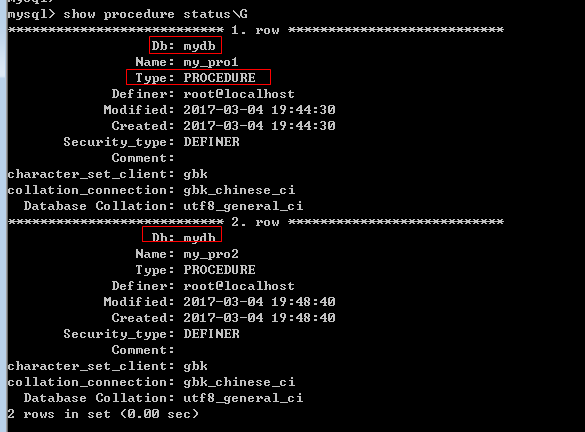 mysql>
mysql> show procedure status\G
*************************** 1. row ***************************
Db: mydb
Name: my_pro1
Type: PROCEDURE
Definer: root@localhost
Modified: 2017-03-04 19:44:30
Created: 2017-03-04 19:44:30
Security_type: DEFINER
Comment:
character_set_client: gbk
collation_connection: gbk_chinese_ci
Database Collation: utf8_general_ci
*************************** 2. row ***************************
Db: mydb
Name: my_pro2
Type: PROCEDURE
Definer: root@localhost
Modified: 2017-03-04 19:48:40
Created: 2017-03-04 19:48:40
Security_type: DEFINER
Comment:
character_set_client: gbk
collation_connection: gbk_chinese_ci
Database Collation: utf8_general_ci
2 rows in set (0.00 sec)